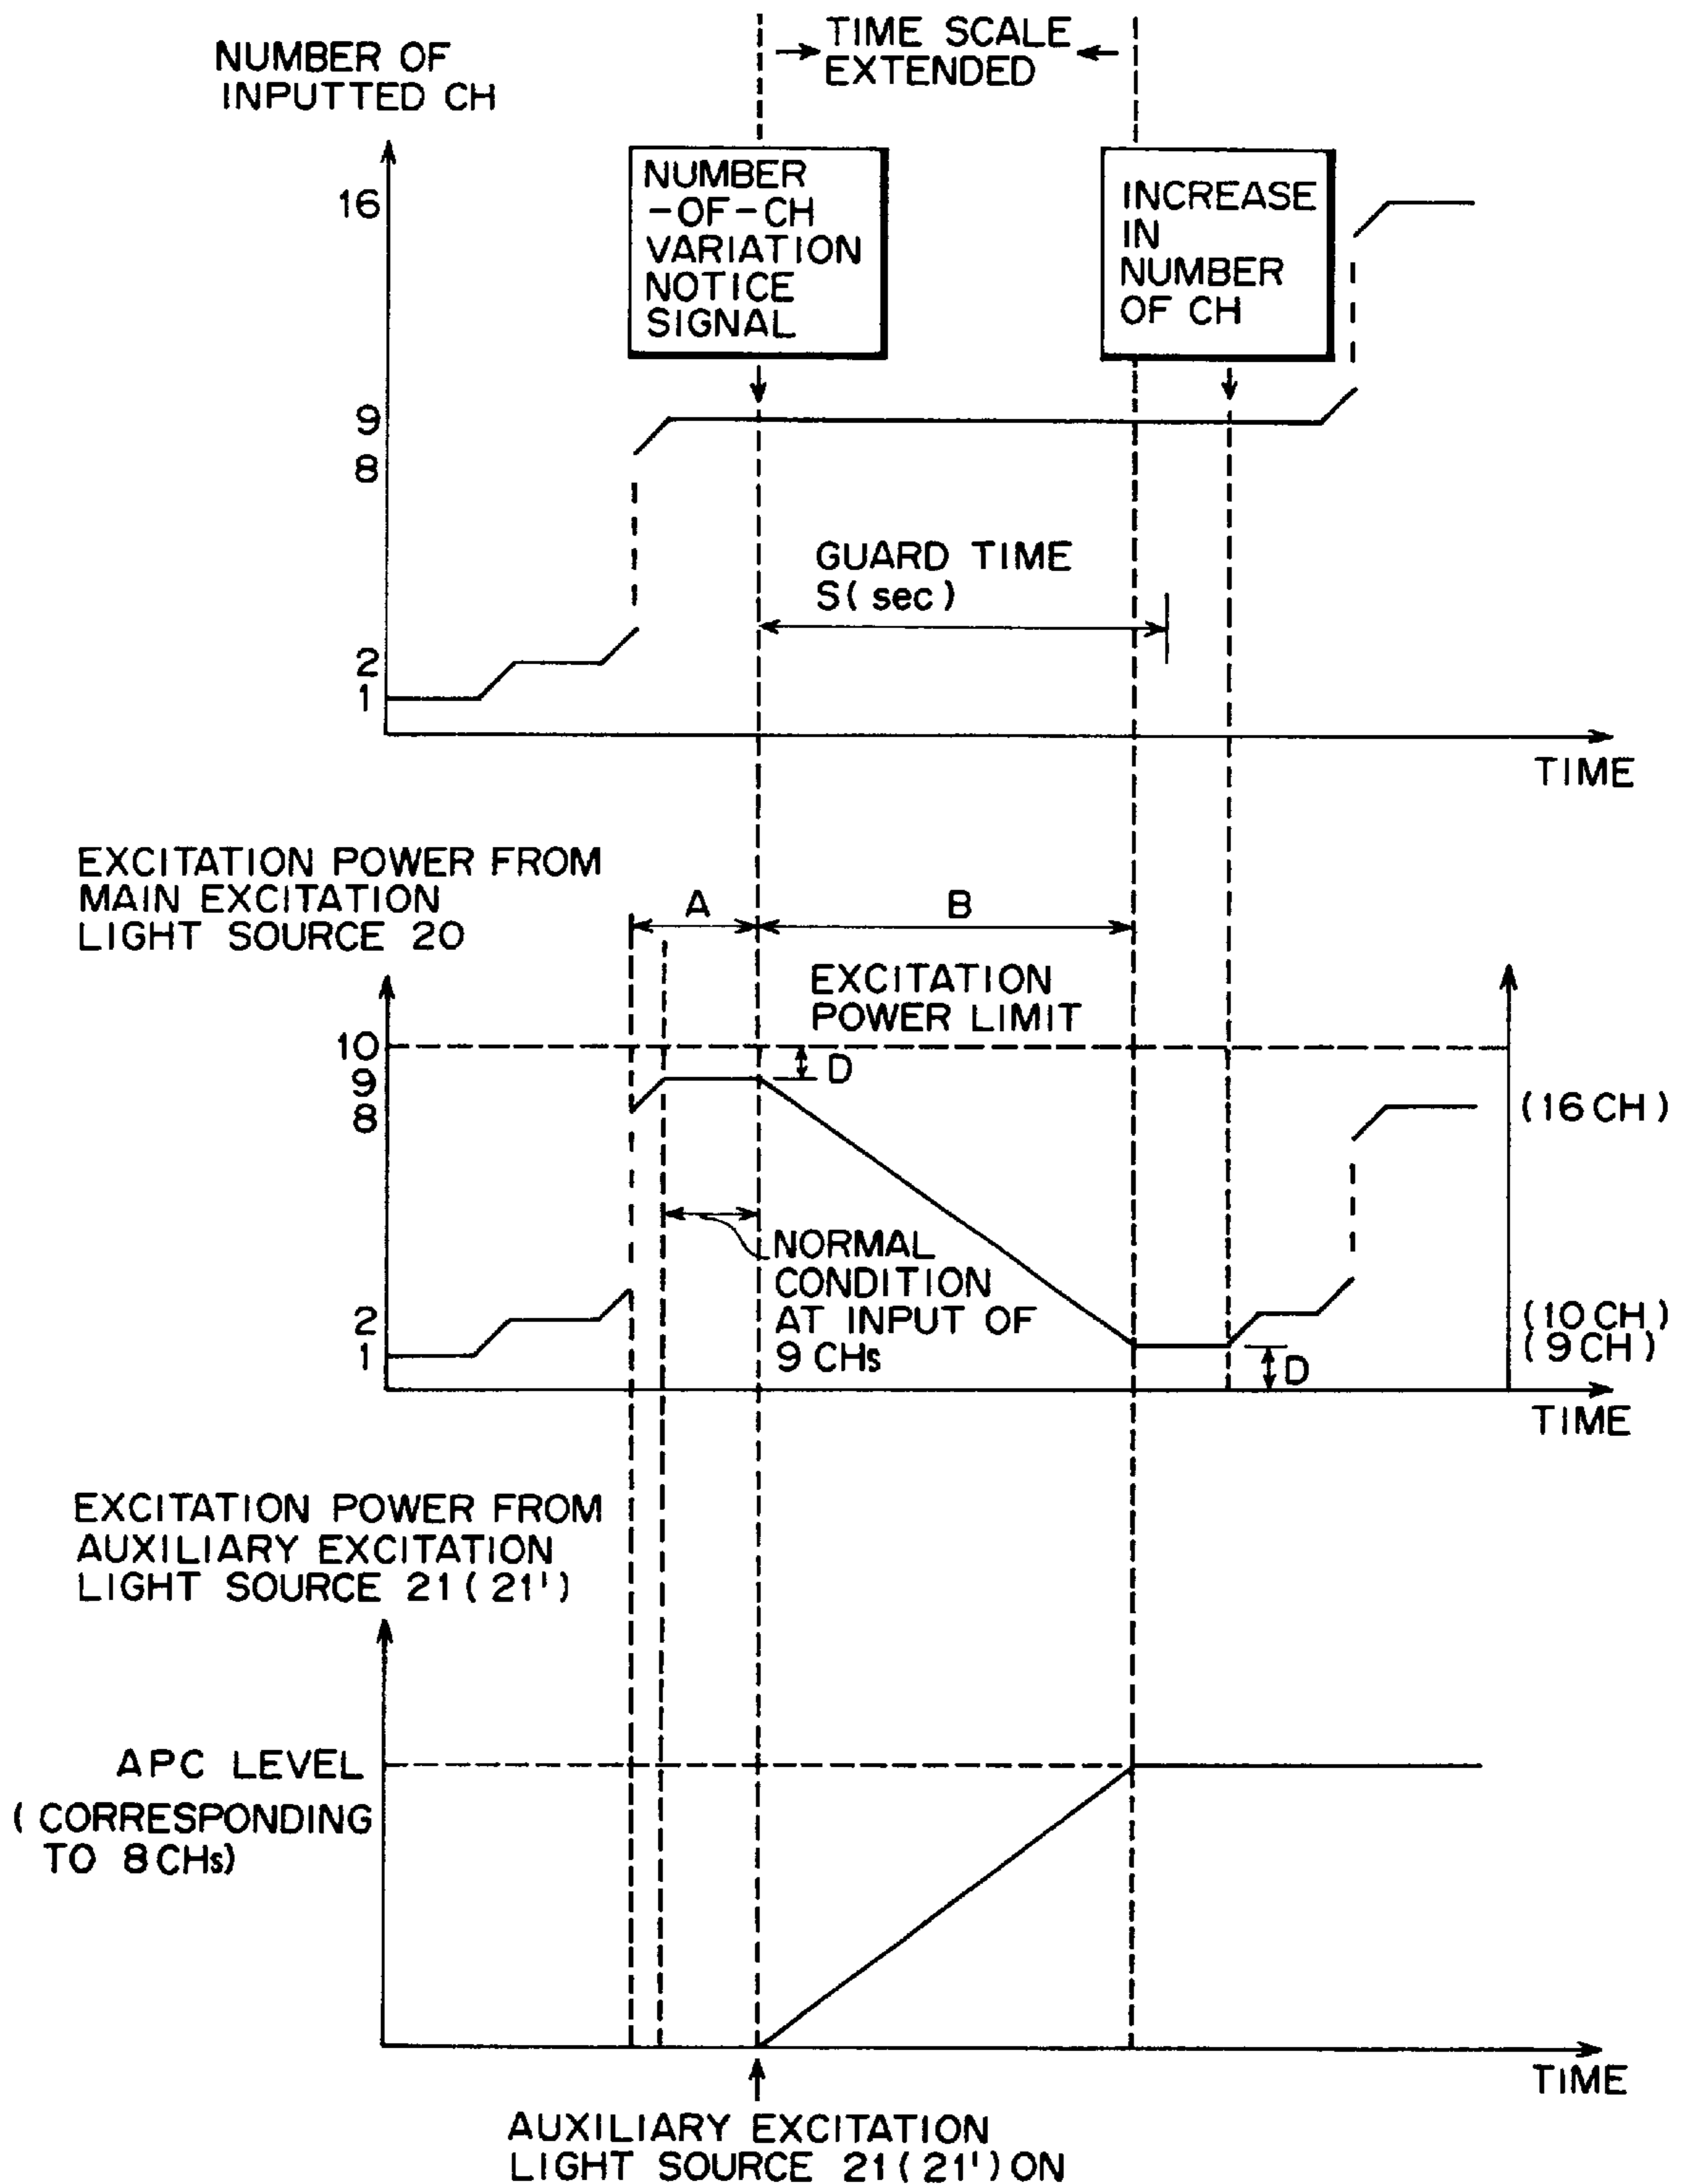 TIME SCALE
EXTENDED
NUMBER OF
INPUTTED CH
NUMBER
-OF-CH
VARIATION
NOTICE
SIGNAL
INCREASE
IN
NUMBER
OF CH
16
9
8
GUARD TIME
S(sec)
2
1
TIME
EXCITATION POWER FROM
MAIN EXCITATION
LIGHT SOURCE 20
A
B
EXCITATION
POWER LIMIT
10
9
8
D
(16CH)
NORMAL
CONDITION
AT INPUT OF
9 CHs
2
1
(10CH)
(9CH)
D
TIME
EXCITATION POWER FROM
AUXILIARY EXCITATION
LIGHT SOURCE 21(21')
APC LEVEL
(CORRESPONDING
TO 8CHs)
TIME
AUXILIARY EXCITATION
LIGHT SOURCE 21(21')ON